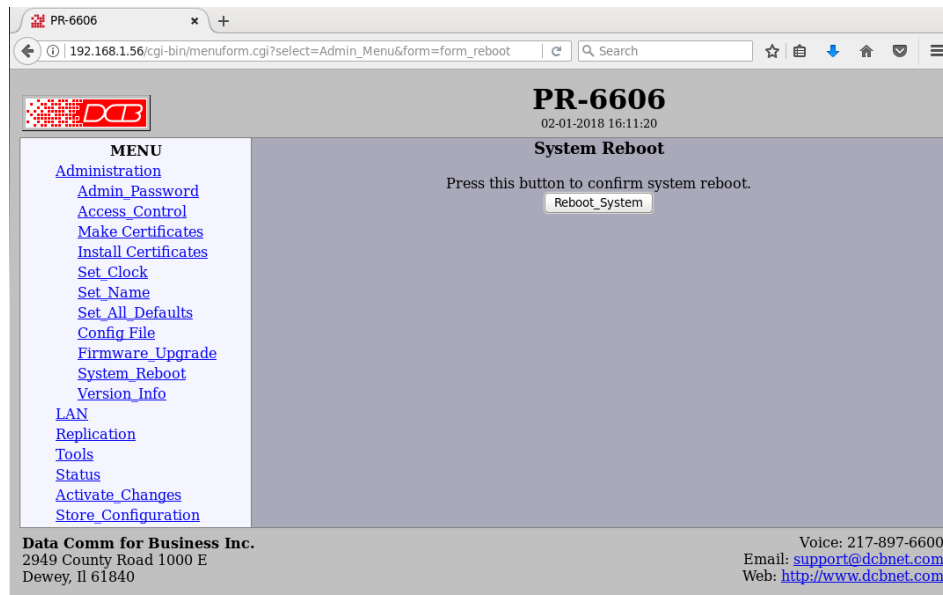 PR-6606
192.168.1.56/cgi-bin/menuform.cgi?select=Admin_Menu&form=form_reboot
Search
DCB
PR-6606
02-01-2018 16:11:20
MENU
Administration
Admin_Password
Access_Control
Make Certificates
Install Certificates
Set_Clock
Set_Name
Set_All_Defaults
Config File
Firmware_Upgrade
System_Reboot
Version_Info
LAN
Replication
Tools
Status
Activate_Changes
Store_Configuration
System Reboot
Press this button to confirm system reboot.
Reboot_System
Data Comm for Business Inc.
2949 County Road 1000 E
Dewey, Il 61840
Voice: 217-897-6600
Email: support@dcbnet.com
Web: http://www.dcbnet.com